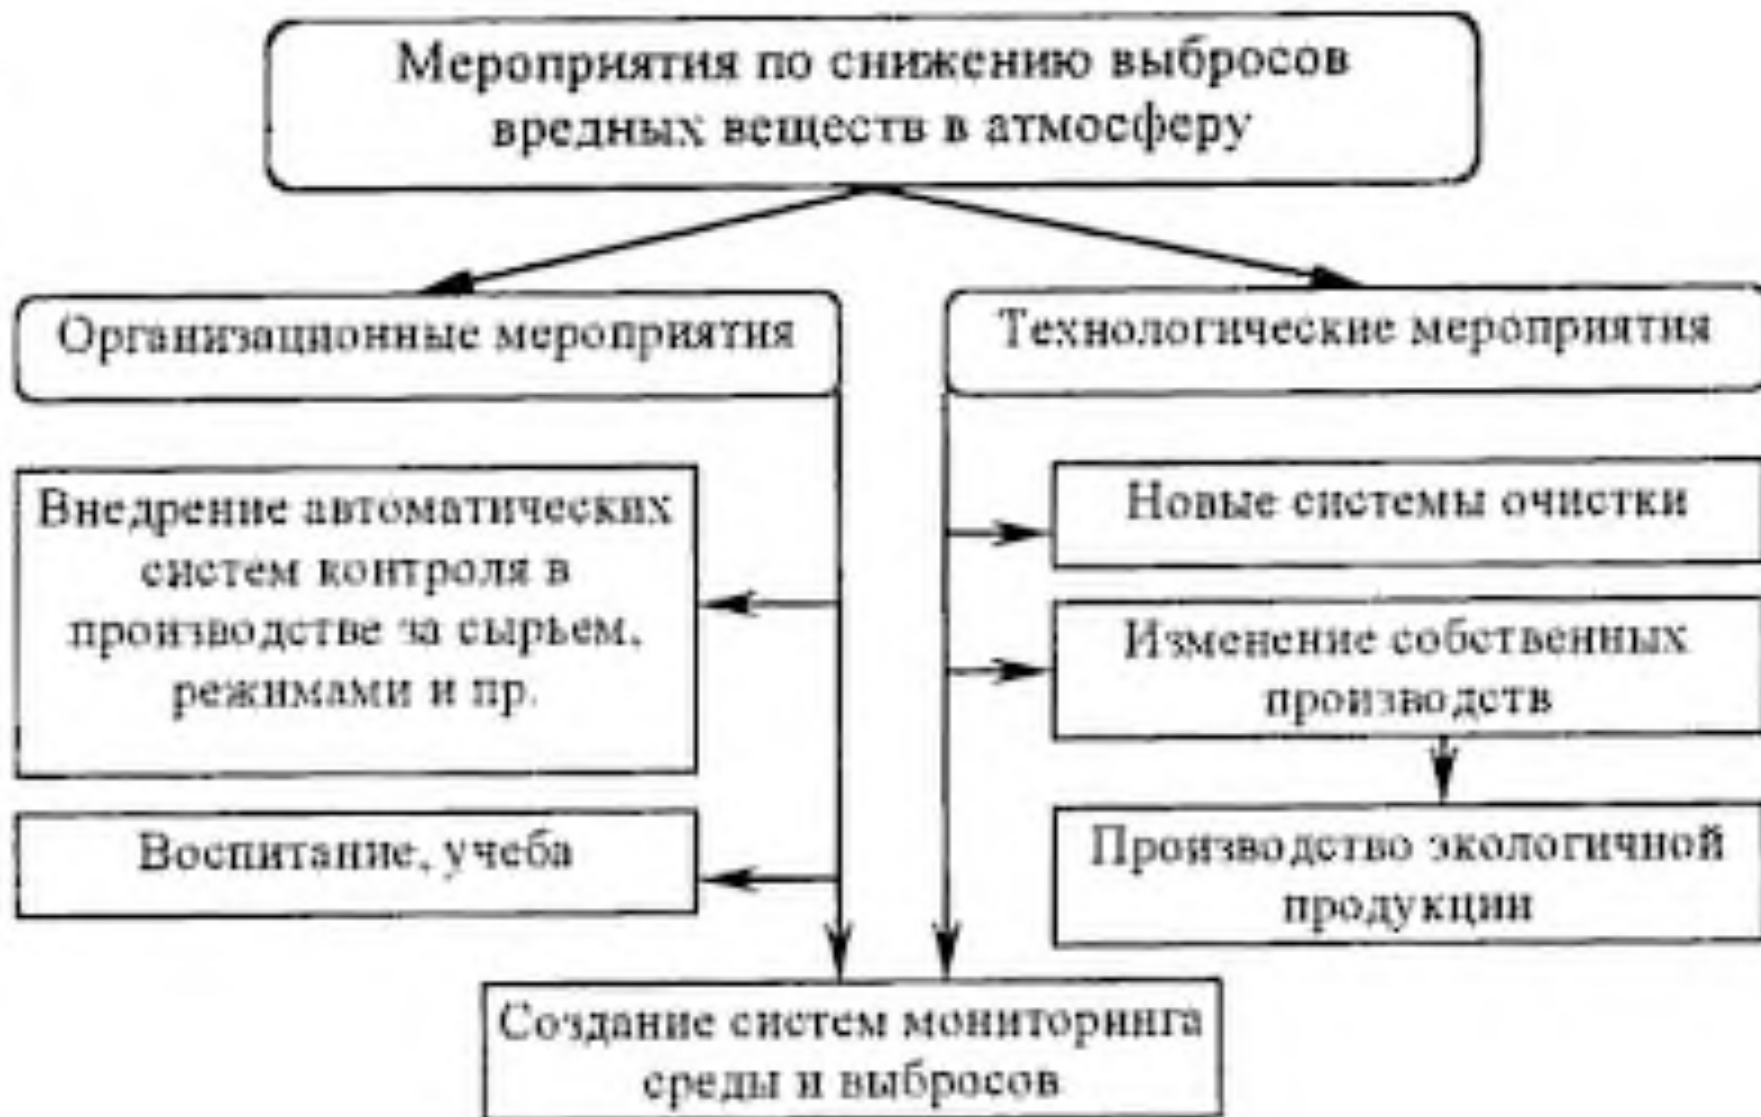 Мероприятия по снижению выбросов
вредных веществ в атмосферу
Организационные мероприятия
Технологические мероприятия
Внедрение автоматических
систем контроля в
производстве за сырьем,
режимами и пр.
Воспитание, учеба
Новые системы очистки
Изменение собственных
производств
Производство экологичной
продукции
Создание систем мониторинга
среды и выбросов